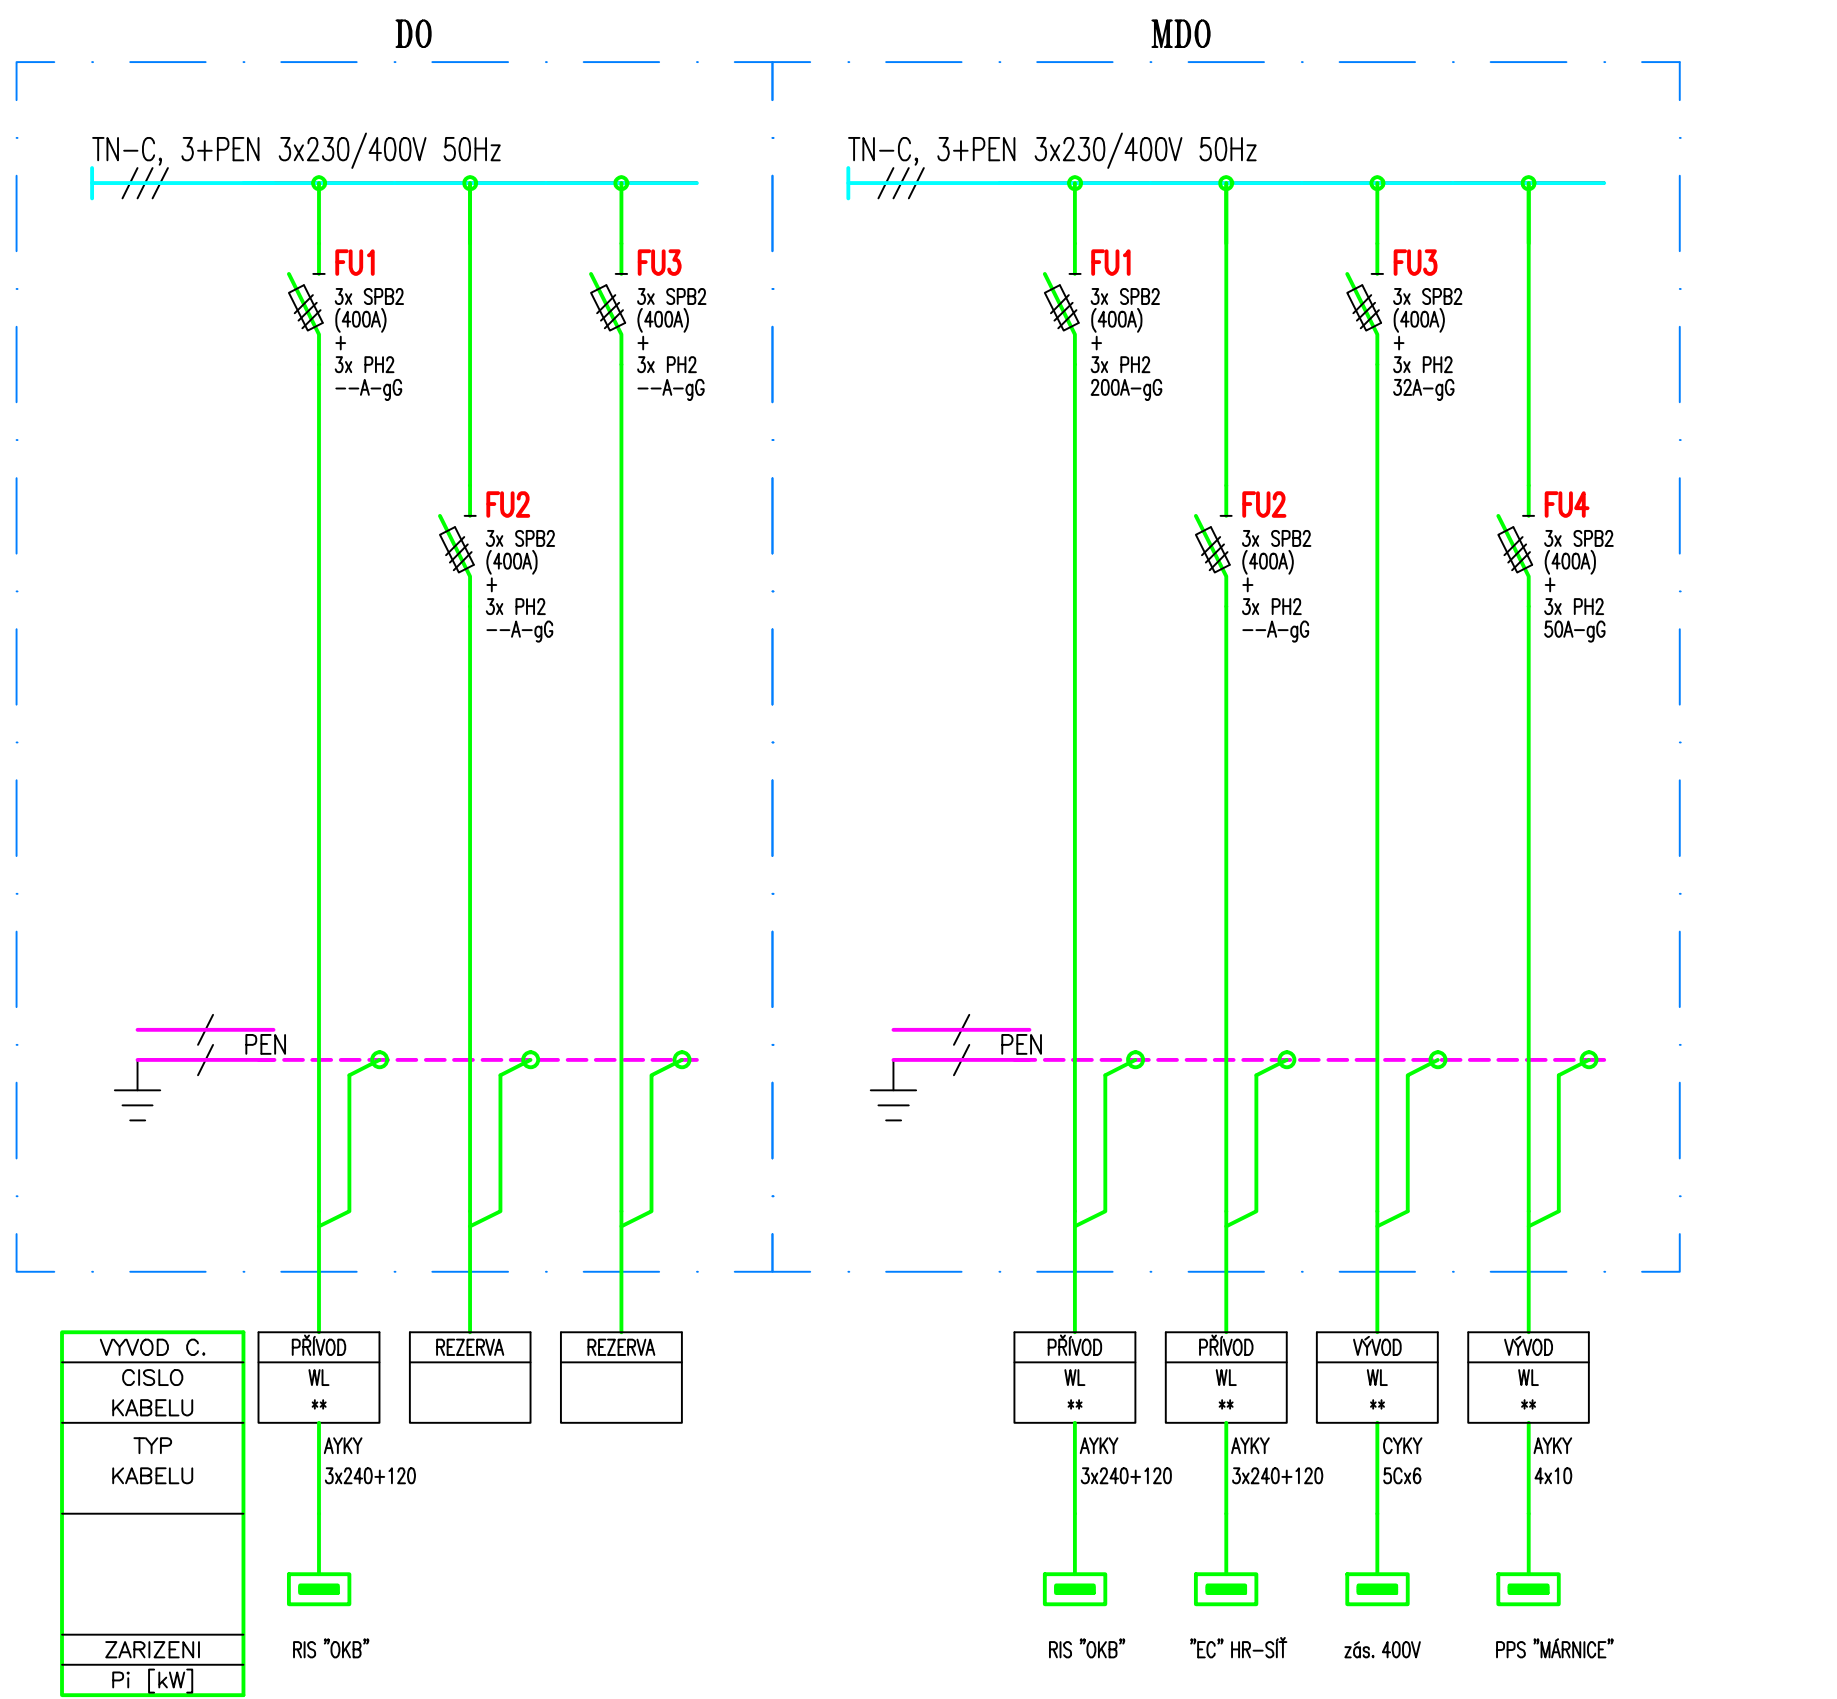 DO
MDO
TN-C, 3+PEN 3x230/400V 50Hz
TN-C, 3+PEN 3x230/400V 50Hz
FU1
3x SPB2
(400A)
+
3x PH2
--A-gG
FU3
3x SPB2
(400A)
+
3x PH2
--A-gG
FU1
3x SPB2
(400A)
+
3x PH2
200A-gG
FU3
3x SPB2
(400A)
+
3x PH2
32A-gG
FU2
3x SPB2
(400A)
+
3x PH2
--A-gG
FU2
3x SPB2
(400A)
+
3x PH2
--A-gG
FU4
3x SPB2
(400A)
+
3x PH2
50A-gG
PEN
PEN
VYVOD C.
CISLO
KABELU
TYP
KABELU
ZARIZENI
Pi [kW]
PŘÍVOD
WL
**
AYKY
3x240+120
RIS "OKB"
REZERVA
REZERVA
PŘÍVOD
WL
**
AYKY
3x240+120
RIS "OKB"
PŘÍVOD
WL
**
AYKY
3x240+120
"EC" HR-SÍŤ
VÝVOD
WL
**
CYKY
5Cx6
zás. 400V
VÝVOD
WL
**
AYKY
4x10
PPS "MÁRNICE"